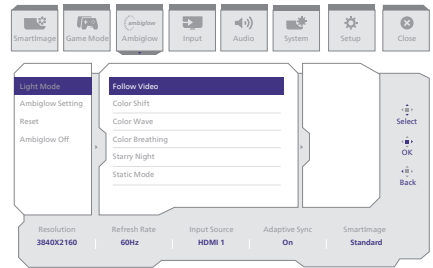 ambiglow
SmartImage Game Mode Ambiglow Input Audio System Setup Close
Light Mode
Ambiglow Setting
Reset
Ambiglow Off
Follow Video
Color Shift
Color Wave
Color Breathing
Starry Night
Static Mode
Select
OK
Back
Resolution Refresh Rate Input Source Adaptive Sync SmartImage
3840X2160 60Hz HDMI 1 On Standard